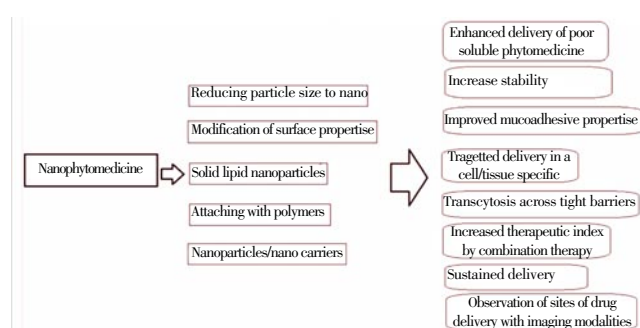 Nanophytomedicine
Reducing particle size to nano
Modification of surface propertise
Solid lipid nanoparticles
Attaching with polymers
Nanoparticles/nano carriers
Enhanced delivery of poor
soluble phytomedicine
Increase stability
Improved mucoadhesive propertise
Tragetted delivery in a
cell/tissue specific
Transcytosis across tight barriers
Increased therapeutic index
by combination therapy
Sustained delivery
Observation of sites of drug
delivery with imaging modalities